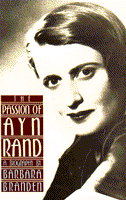 THE
PASSION OF
AYN
RAND
A BIOGRAPHY BY
BARBARA
BRANDEN